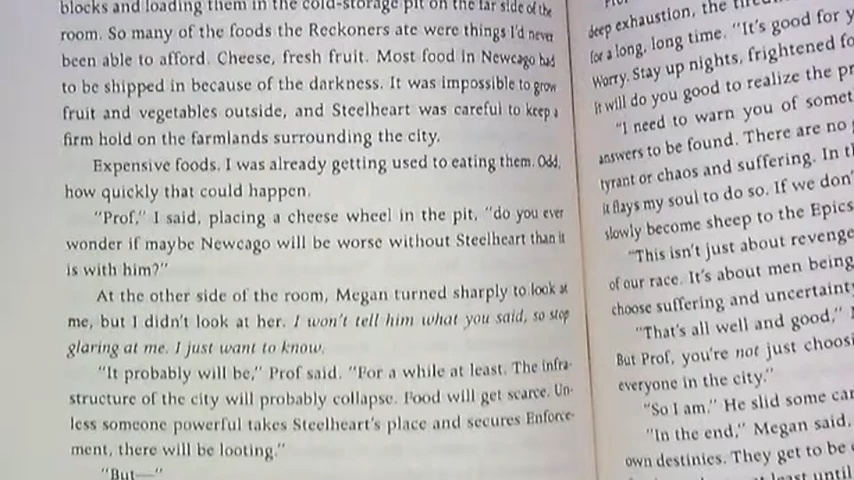 blocks and loading them in the cold-storage pit on the far side of the
room. So many of the foods the Reckoners ate were things I'd never
been able to afford. Cheese, fresh fruit. Most food in Newcago had
to be shipped in because of the darkness. It was impossible to grow
fruit and vegetables outside, and Steelheart was careful to keep a
firm hold on the farmlands surrounding the city.
Expensive foods. I was already getting used to eating them. Odd,
how quickly that could happen.
"Prof," I said, placing a cheese wheel in the pit, "do you ever
wonder if maybe Newcago will be worse without Steelheart than it
is with him?"
At the other side of the room, Megan turned sharply to look at
me, but I didn't look at her. I won't tell him what you said, so stop
glaring at me. I just want to know.
"It probably will be," Prof said. "For a while at least. The infra-
structure of the city will probably collapse. Food will get scarce. Un-
less someone powerful takes Steelheart's place and secures Enforce-
ment, there will be looting."
"But—"
deep exhaustion, the
for a long, long time. "It's good for y
Worry. Stay up nights, frightened fo
it will do you good to realize the pr
"I need to warn you of somet
answers to be found. There are no
tyrant or chaos and suffering. In th
it flays my soul to do so. If we don'
slowly become sheep to the Epics
"This isn't just about revenge
of our race. It's about men being
choose suffering and uncertainty
"That's all well and good,"
But Prof, you're not just choosi
everyone in the city."
"So I am." He slid some car
"In the end," Megan said.
own destinies. They get to be
least until